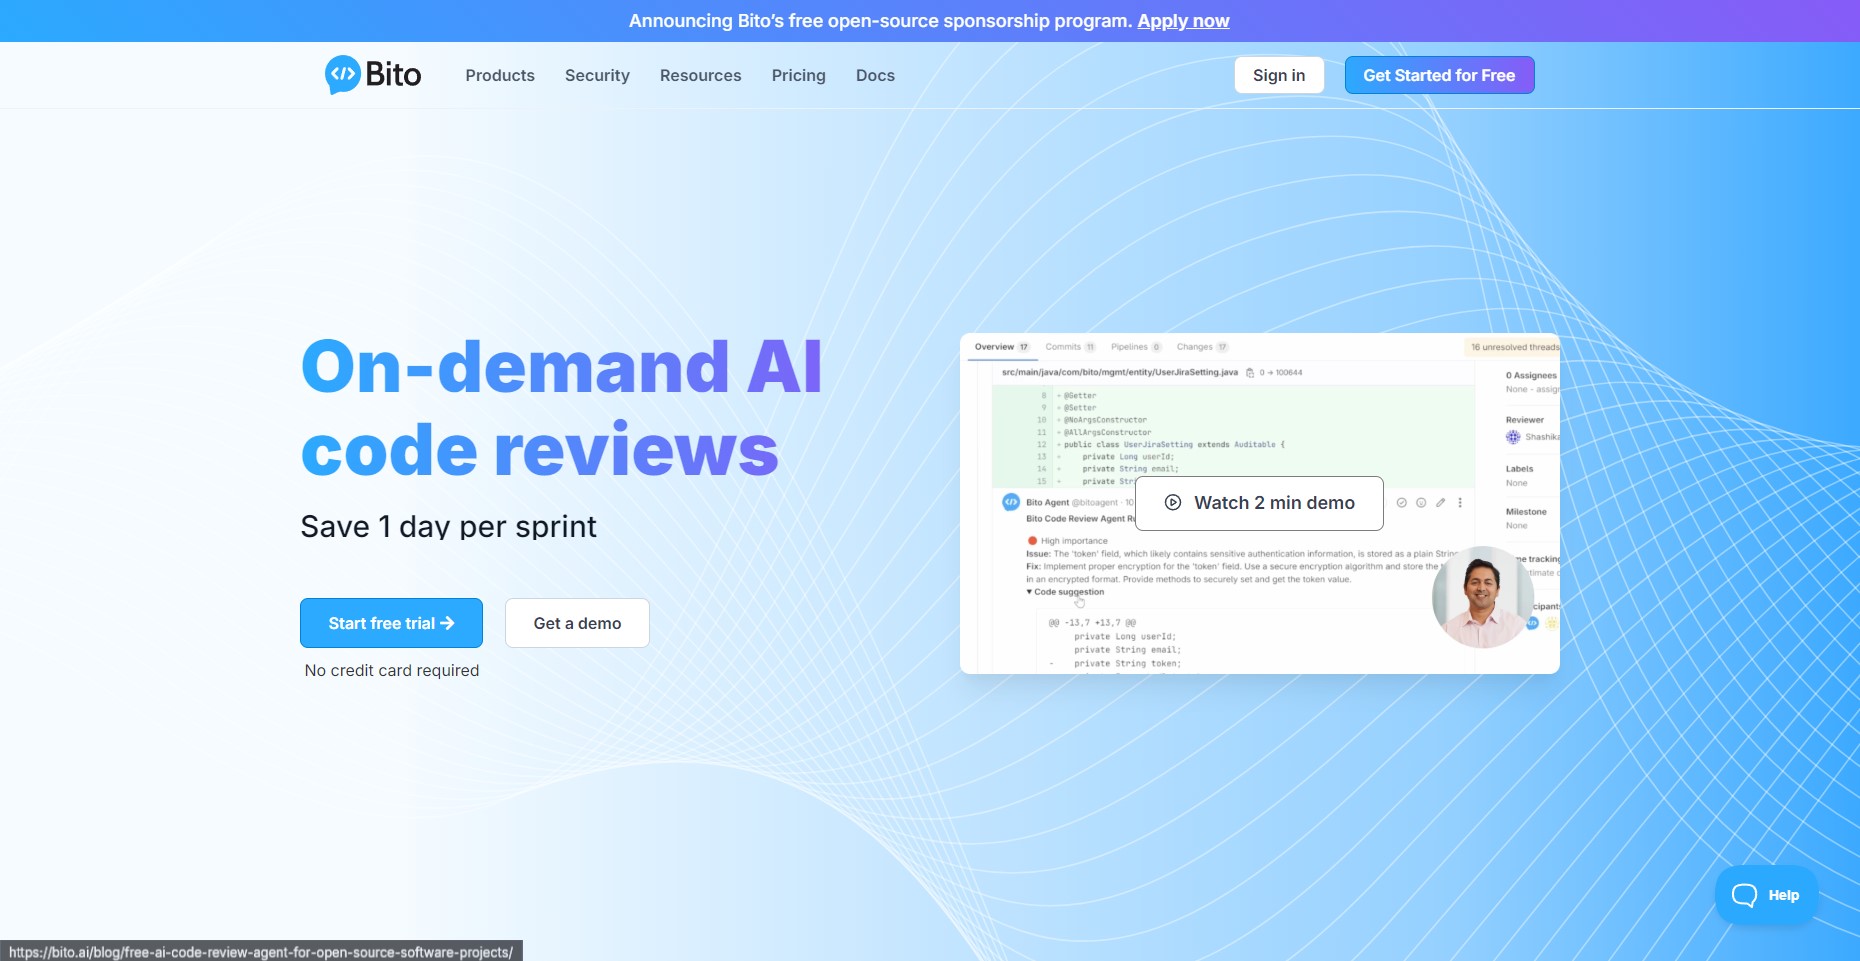 Announcing Bito’s free open-source sponsorship program. Apply now
Bito
Products Security Resources Pricing Docs
Sign in
Get Started for Free
On-demand AI
code reviews
Save 1 day per sprint
Start free trial →
Get a demo
No credit card required
Overview 17 Commits 11 Pipelines 0 Changes 17
16 unresolved threads
src/main/java/com/bito/mgmt/entity/UserJiraSetting.java 0 → 100644
8 + @Getter
9 + @Setter
10 + @NoArgsConstructor
11 + @AllArgsConstructor
12 + public class UserJiraSetting extends Auditable {
13 + private Long userId;
14 + private String email;
15 + private
Bito Agent @bitoagent · 10
Bito Code Review Agent
Watch 2 min demo
High importance
Issue: The 'token' field, which likely contains sensitive authentication information, is stored as a plain
Fix: Implement proper encryption for the 'token' field. Use a secure encryption algorithm and store the
in an encrypted format. Provide methods to securely set and get the token value.
▼ Code suggestion
@@ -13,7 +13,7 @@
private Long userId;
private String email;
- private String token;
0 Assignees
None -
Reviewer
Labels
None
Milestone
None
tracking
Help
https://bito.ai/blog/free-ai-code-review-agent-for-open-source-software-projects/